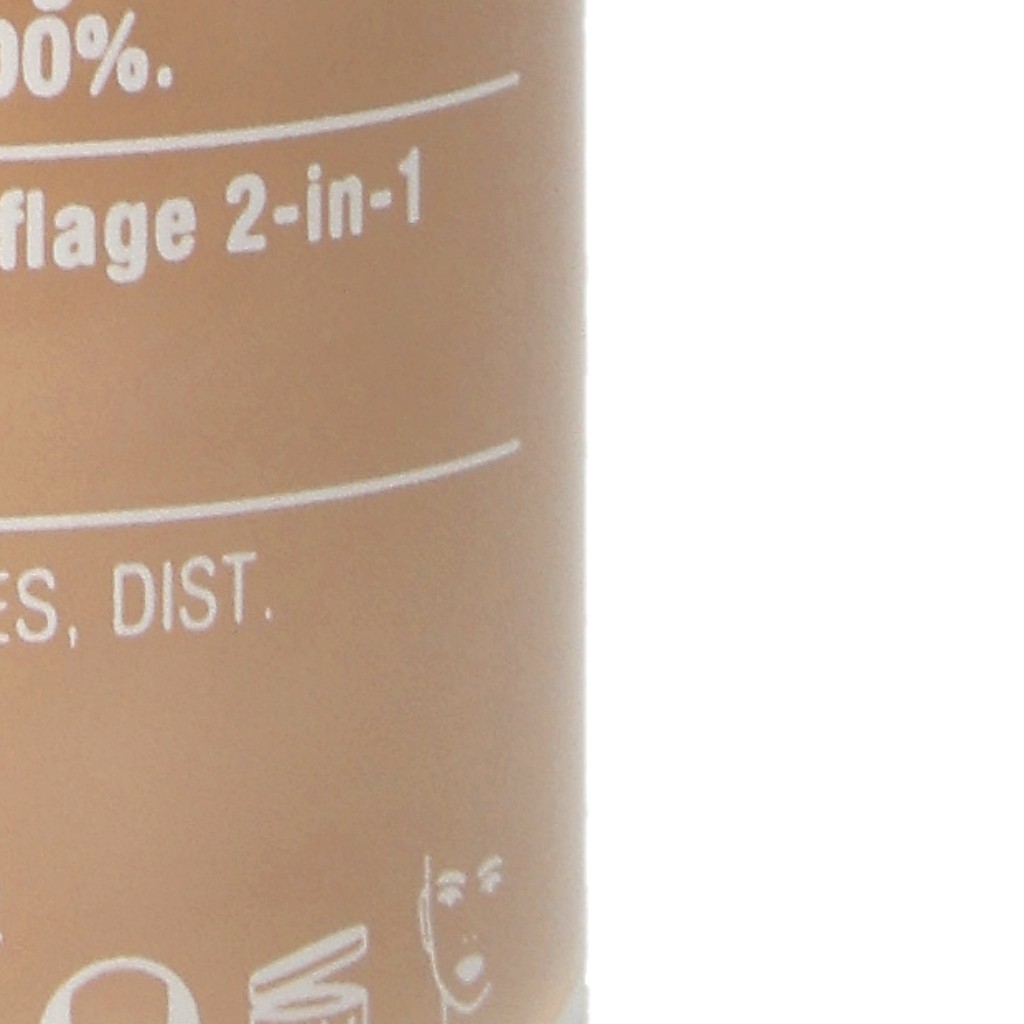 00%.
flage 2-in-1
ES, DIST.